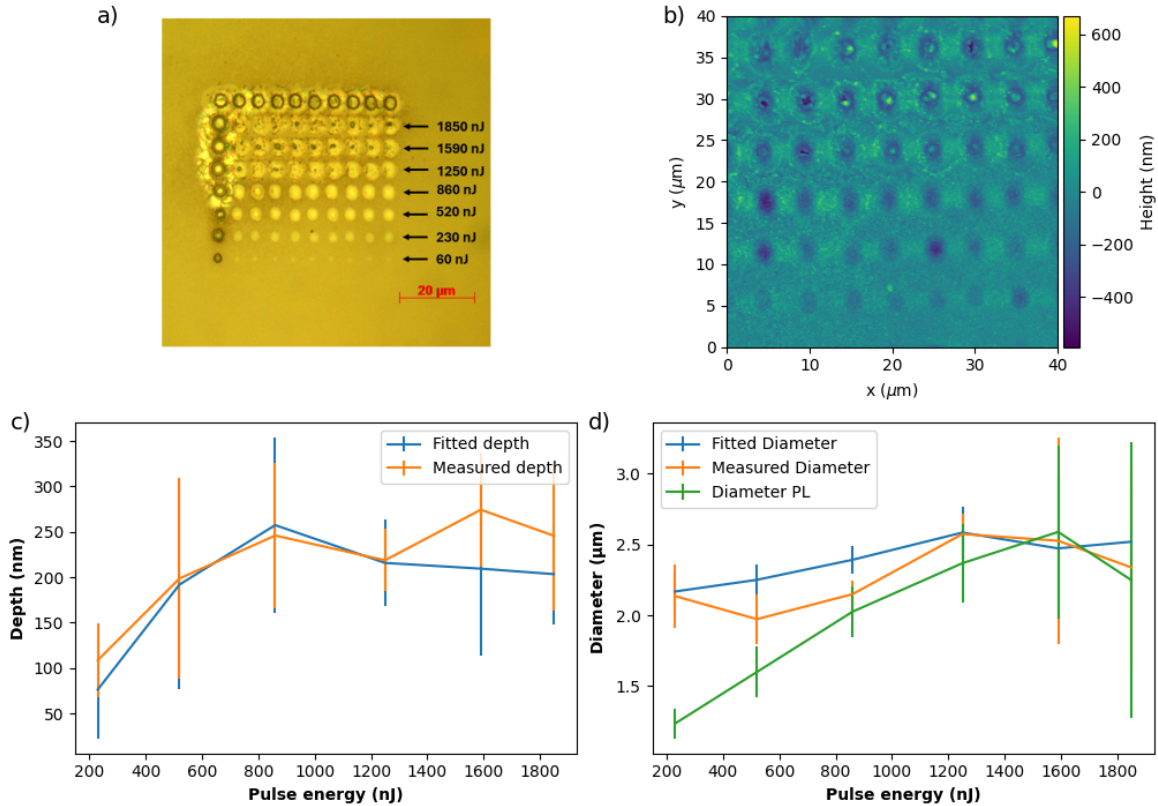 a)
1850 nJ
1590 nJ
1250 nJ
860 nJ
520 nJ
230 nJ
60 nJ
20 µm
b)
40
35
30
25
20
15
10
5
0
y (μm)
0 10 20 30 40
x (μm)
600
400
200
0
−200
−400
Height (nm)
c)
Fitted depth
Measured depth
350
300
250
200
150
100
50
Depth (nm)
200 400 600 800 1000 1200 1400 1600 1800
Pulse energy (nJ)
d)
Fitted Diameter
Measured Diameter
Diameter PL
3.0
2.5
2.0
1.5
Diameter (μm)
200 400 600 800 1000 1200 1400 1600 1800
Pulse energy (nJ)